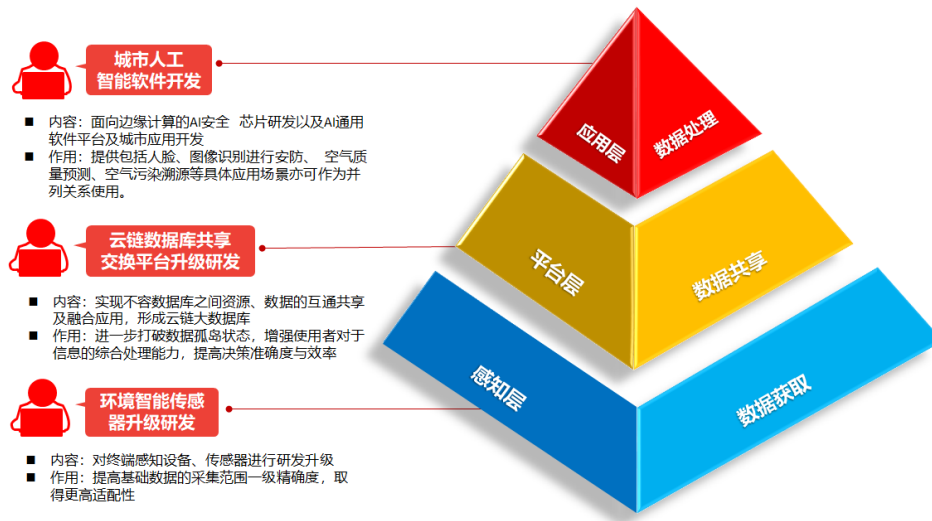 城市人工
智能软件开发
■ 内容：面向边缘计算的AI安全 芯片研发以及AI通用
软件平台及城市应用开发
■ 作用：提供包括人脸、图像识别进行安防、 空气质
量预测、空气污染溯源等具体应用场景亦可作为并
列关系使用。
云链数据库共享
交换平台升级研发
■ 内容：实现不容数据库之间资源、数据的互通共享
及融合应用，形成云链大数据库
■ 作用：进一步打破数据孤岛状态，增强使用者对于
信息的综合处理能力，提高决策准确度与效率
环境智能传感
器升级研发
■ 内容：对终端感知设备、传感器进行研发升级
■ 作用：提高基础数据的采集范围一级精确度，取
得更高适配性
应用层
数据处理
平台层
数据共享
感知层
数据获取